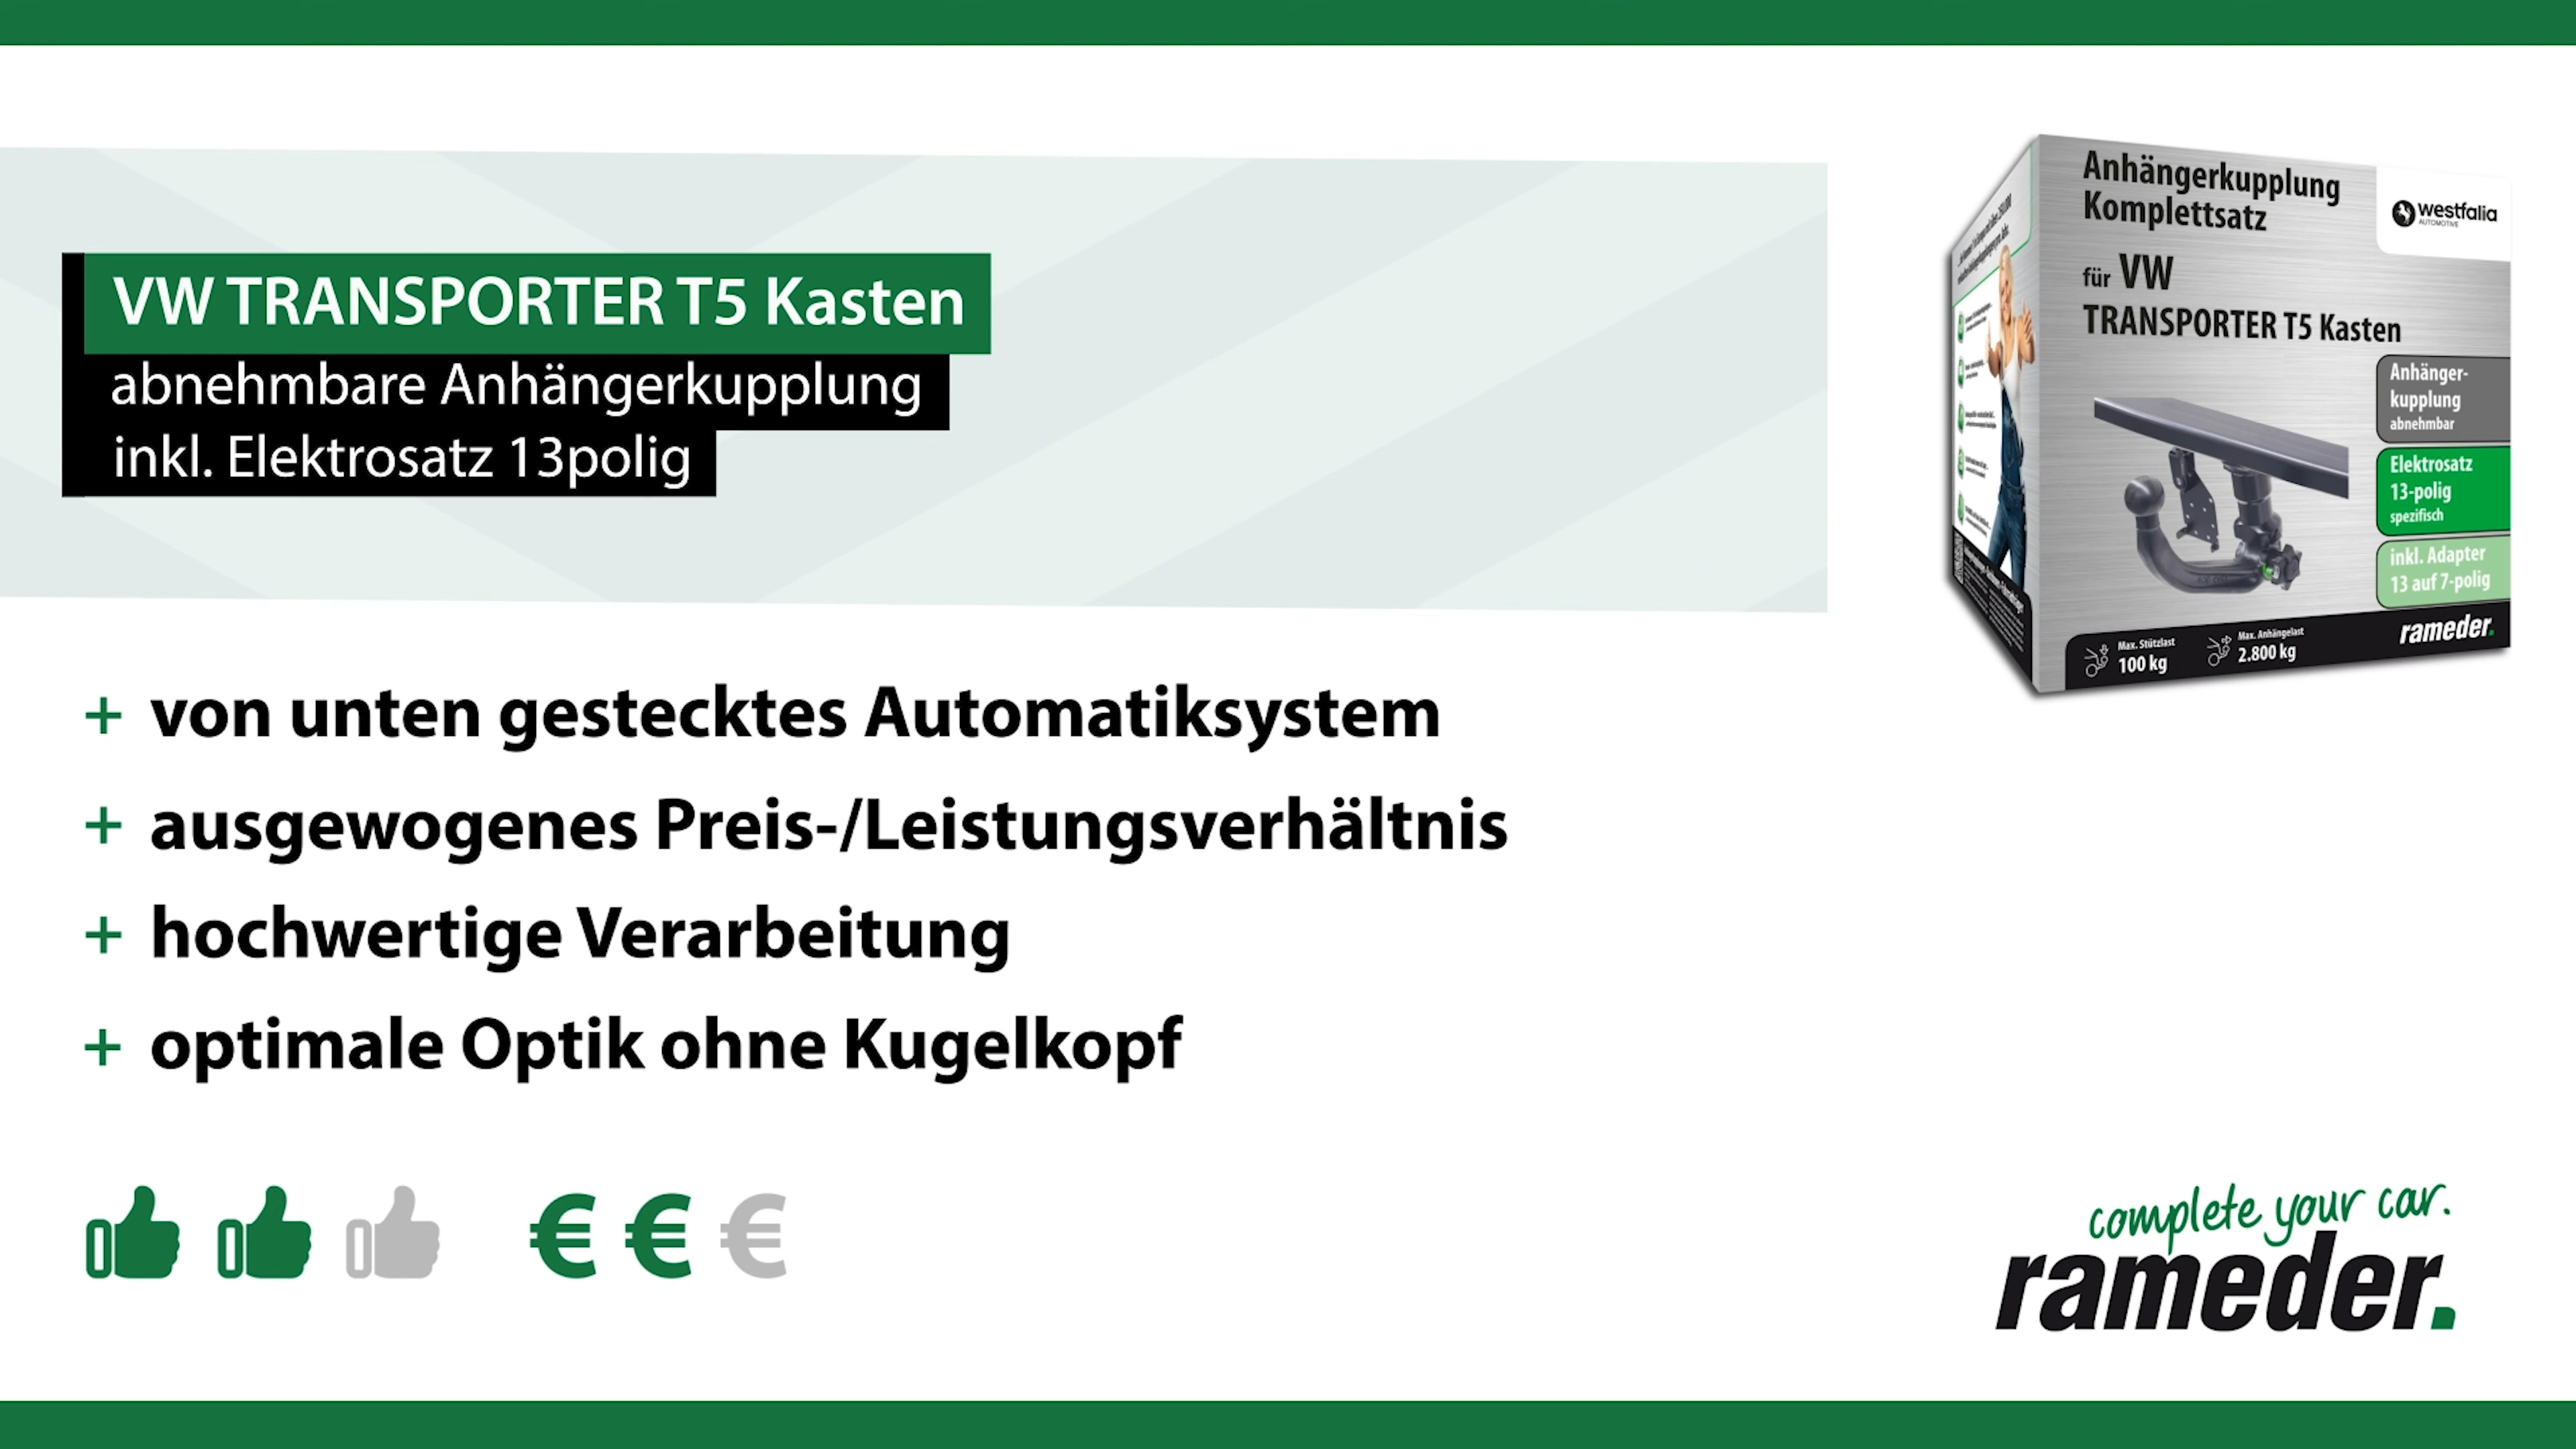 VW TRANSPORTER T5 Kasten
abnehmbare Anhängerkupplung
inkl. Elektrosatz 13polig
+ von unten gestecktes Automatiksystem
+ ausgewogenes Preis-/Leistungsverhältnis
+ hochwertige Verarbeitung
+ optimale Optik ohne Kugelkopf
€ € €
Anhängerkupplung
Komplettsatz
westfalia
AUTOMOTIVE
für VW
TRANSPORTER T5 Kasten
Anhänger-
kupplung
abnehmbar
Elektrosatz
13-polig
spezifisch
inkl. Adapter
13 auf 7-polig
Max. Stützlast
100 kg
Max. Anhängelast
2.800 kg
rameder.
complete your car.
rameder.